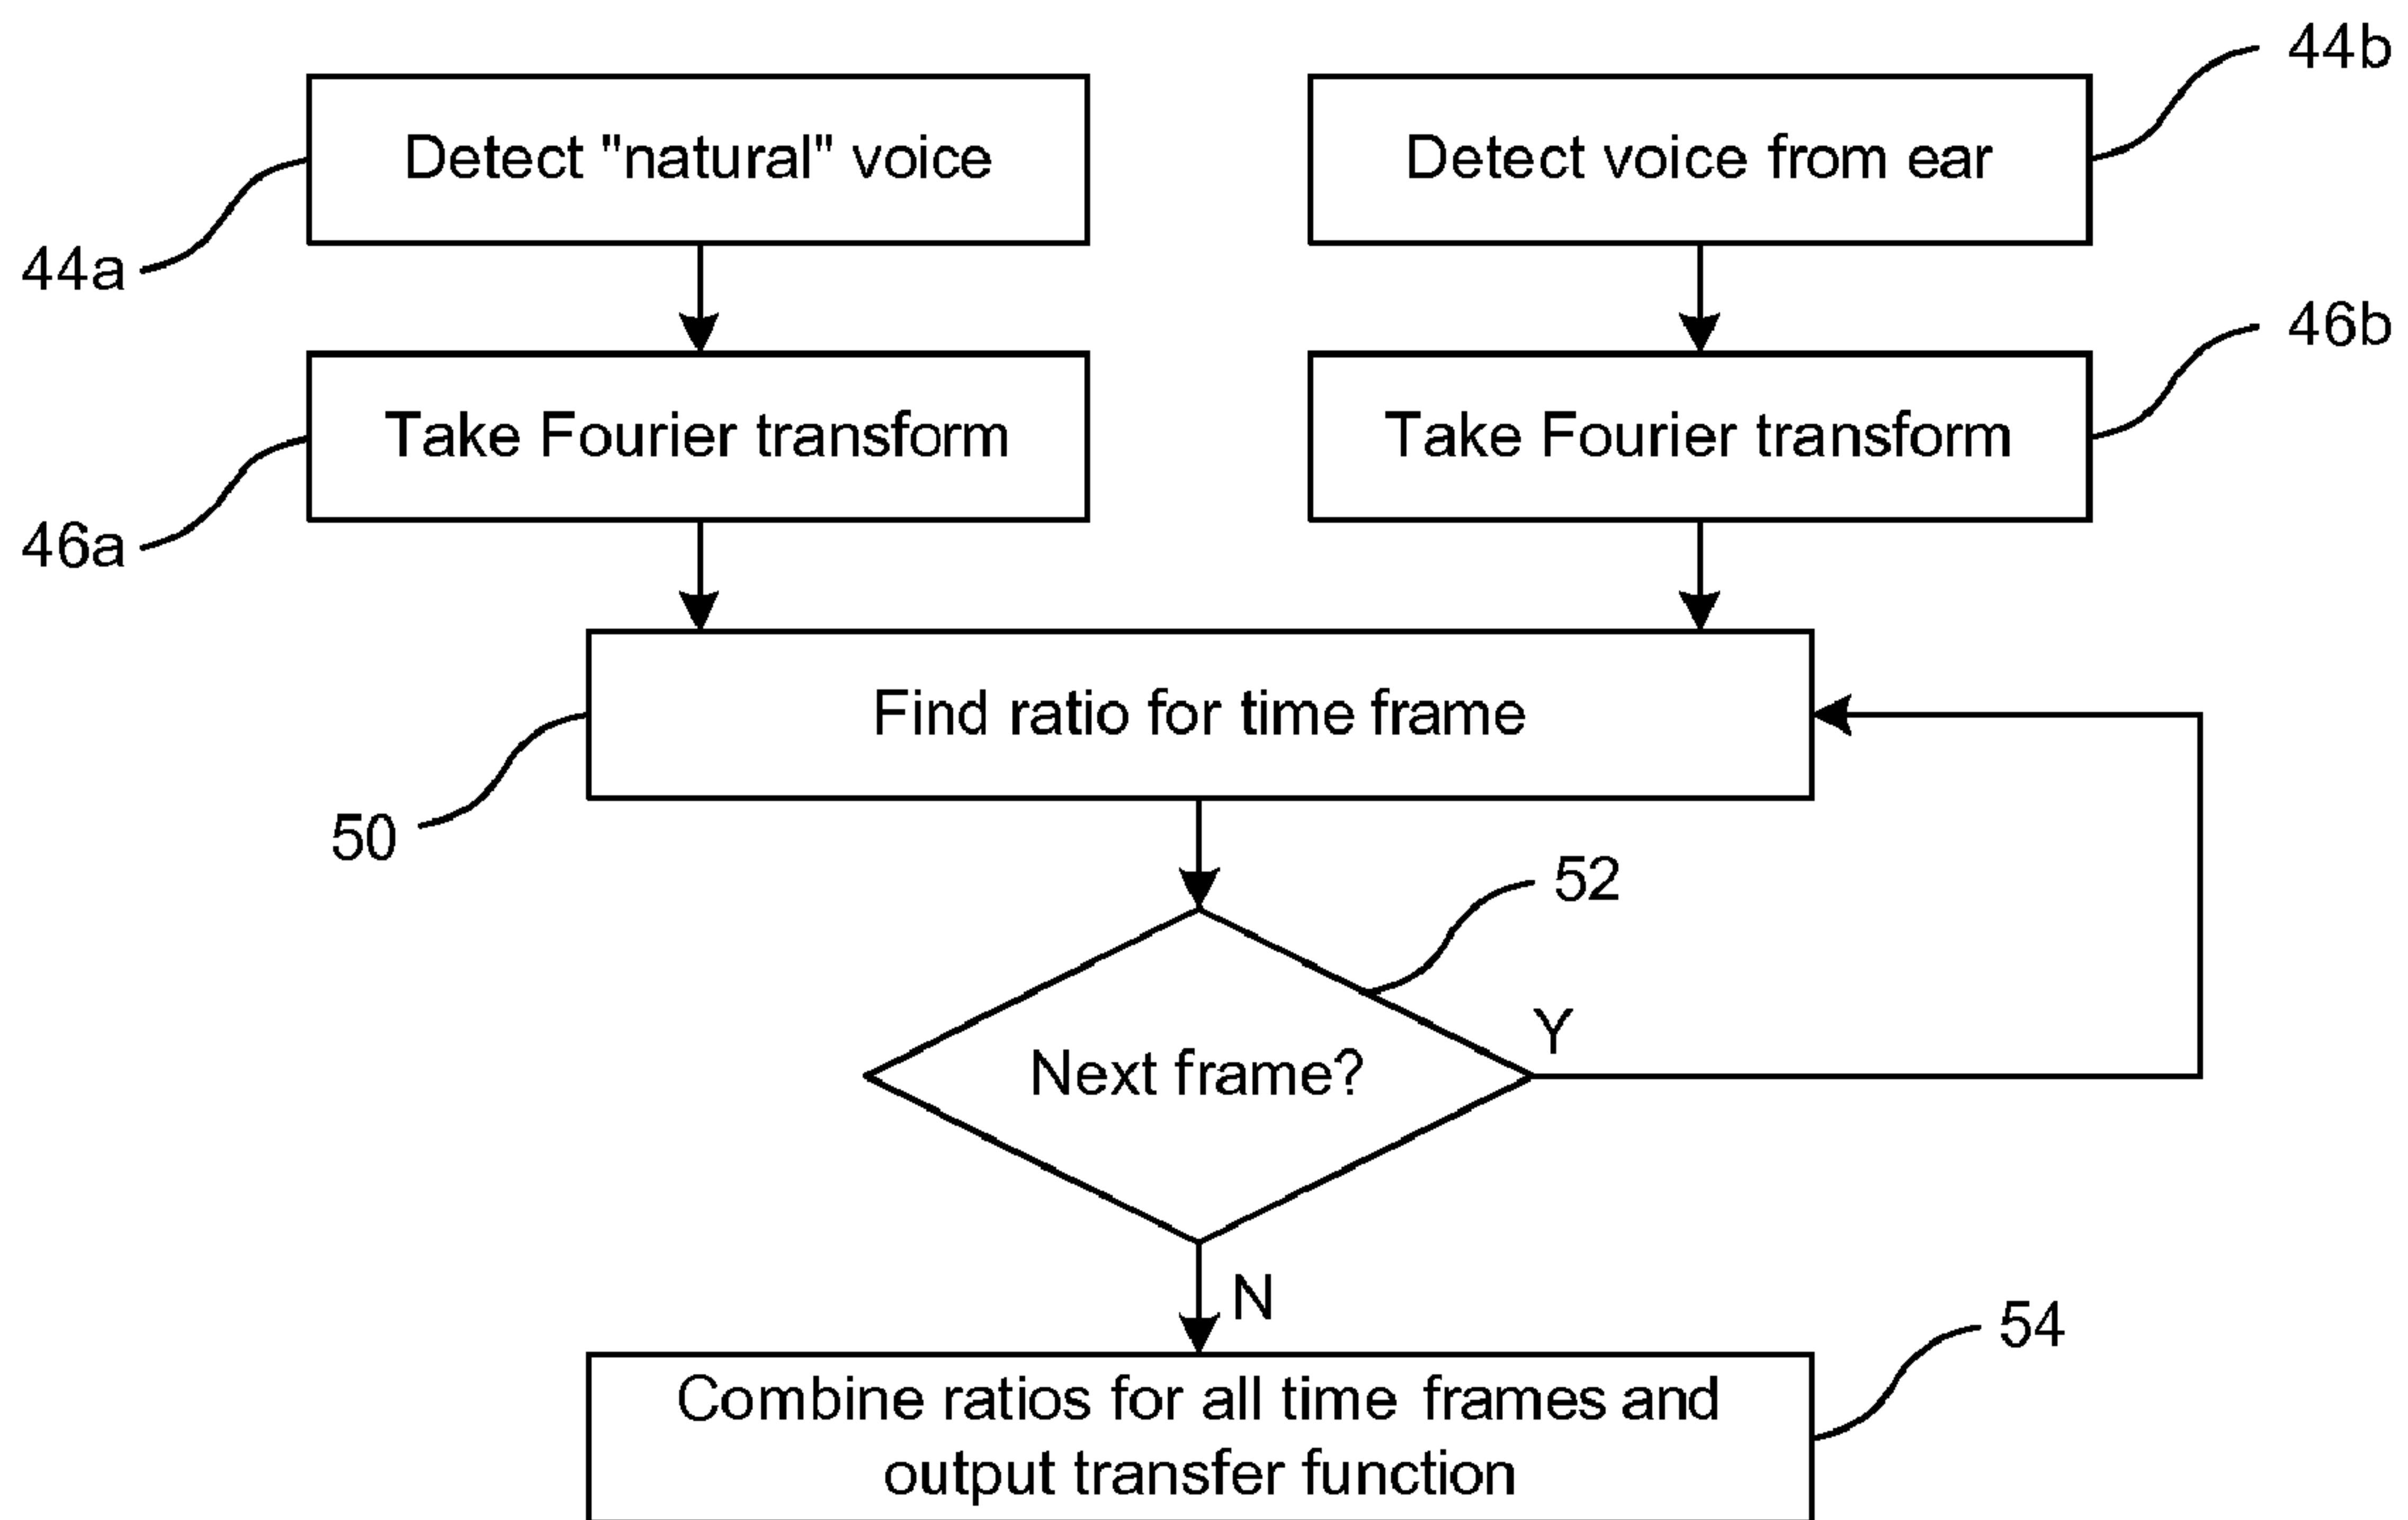 44b
Detect "natural" voice
Detect voice from ear
44a
46b
Take Fourier transform
Take Fourier transform
46a
Find ratio for time frame
50
52
Y
Next frame?
N
54
Combine ratios for all time frames and
output transfer function